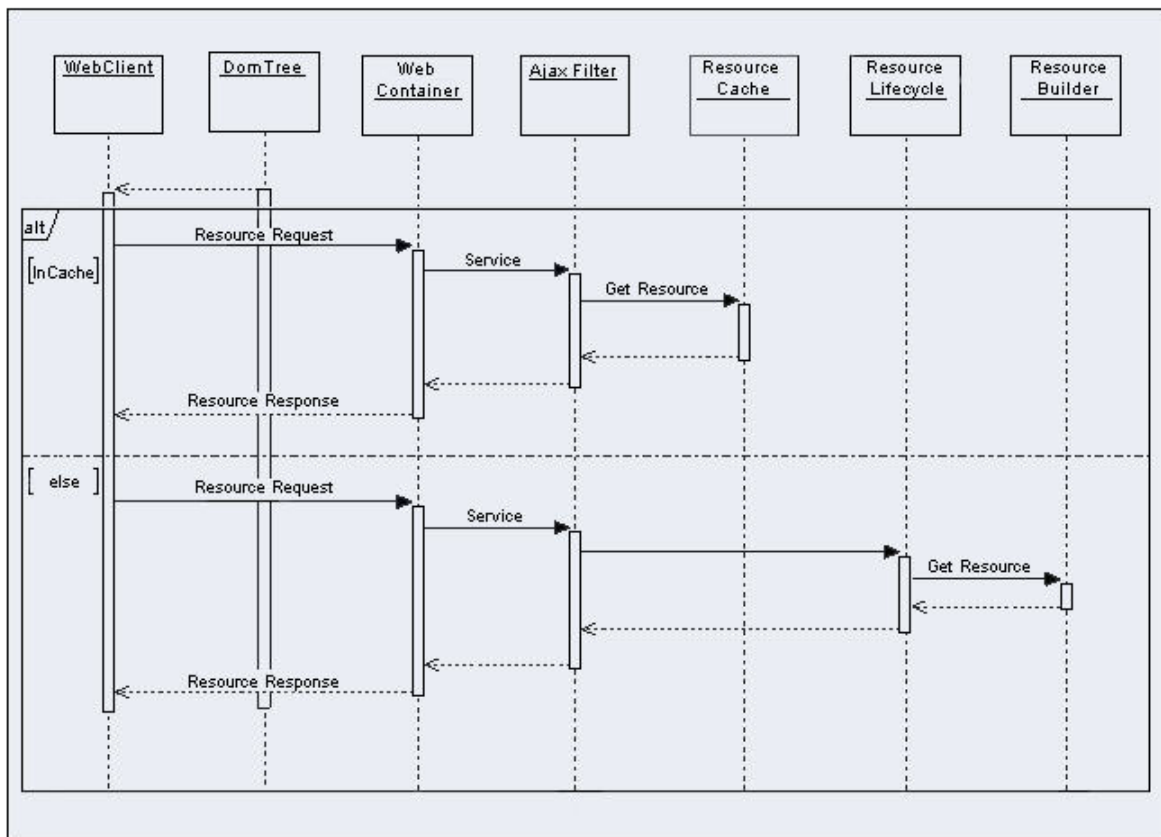 WebClient
DomTree
Web
Container
Ajax Filter
Resource
Cache
Resource
Lifecycle
Resource
Builder
alt
[InCache]
Resource Request
Service
Get Resource
Resource Response
[ else ]
Resource Request
Service
Get Resource
Resource Response